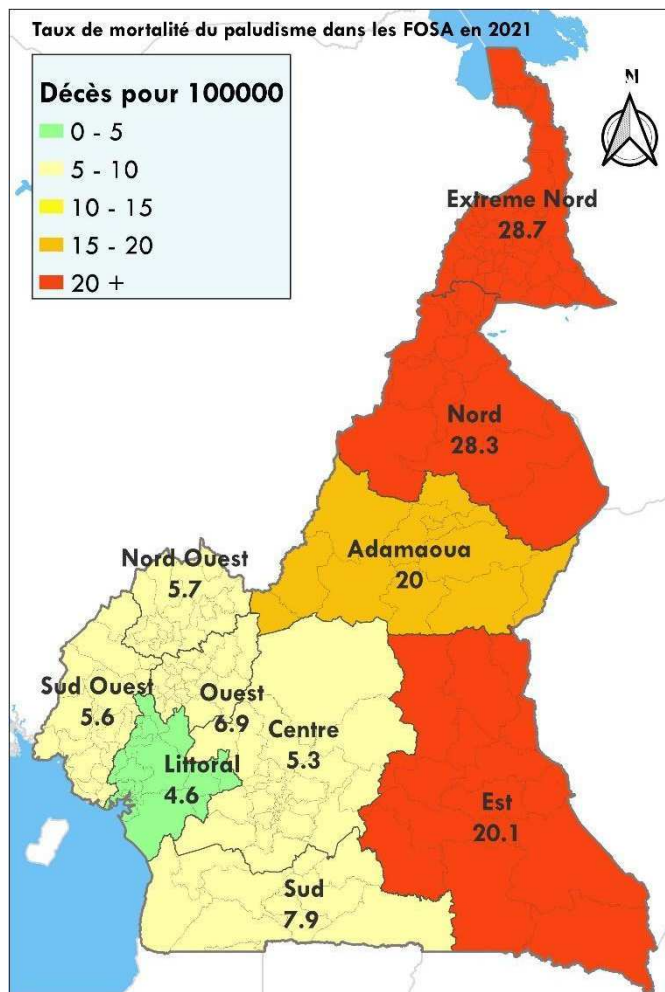 Taux de mortalité du paludisme dans les FOSA en 2021
Décès pour 100000
0 - 5
5 - 10
10 - 15
15 - 20
20 +
N
Extreme Nord
28.7
Nord
28.3
Adamaoua
20
Nord Ouest
5.7
Sud Ouest
5.6
Ouest
6.9
Centre
5.3
Littoral
4.6
Est
20.1
Sud
7.9